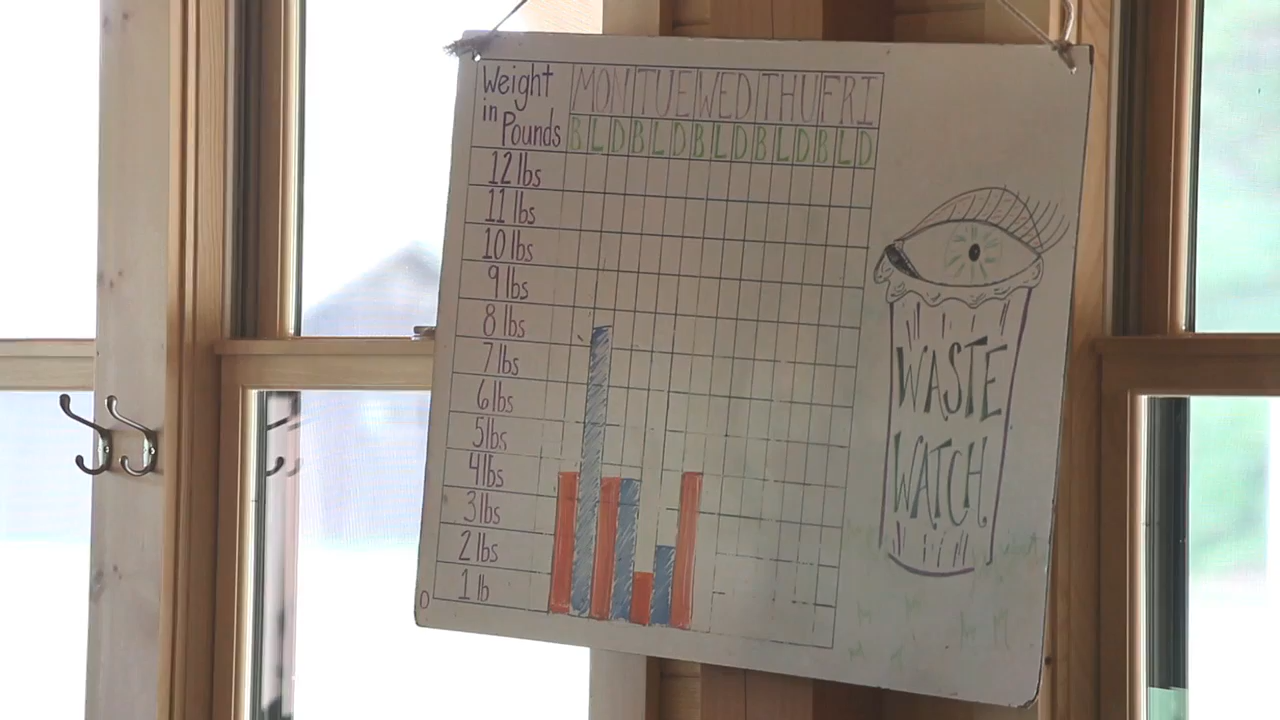 Weight
in
Pounds
MON TUE WED THU FRI
B L D B L D B L D B L D B L D
12 lbs
11 lbs
10 lbs
9 lbs
8 lbs
7 lbs
6 lbs
5 lbs
4 lbs
3 lbs
2 lbs
1 lb
0
WASTE
WATCH